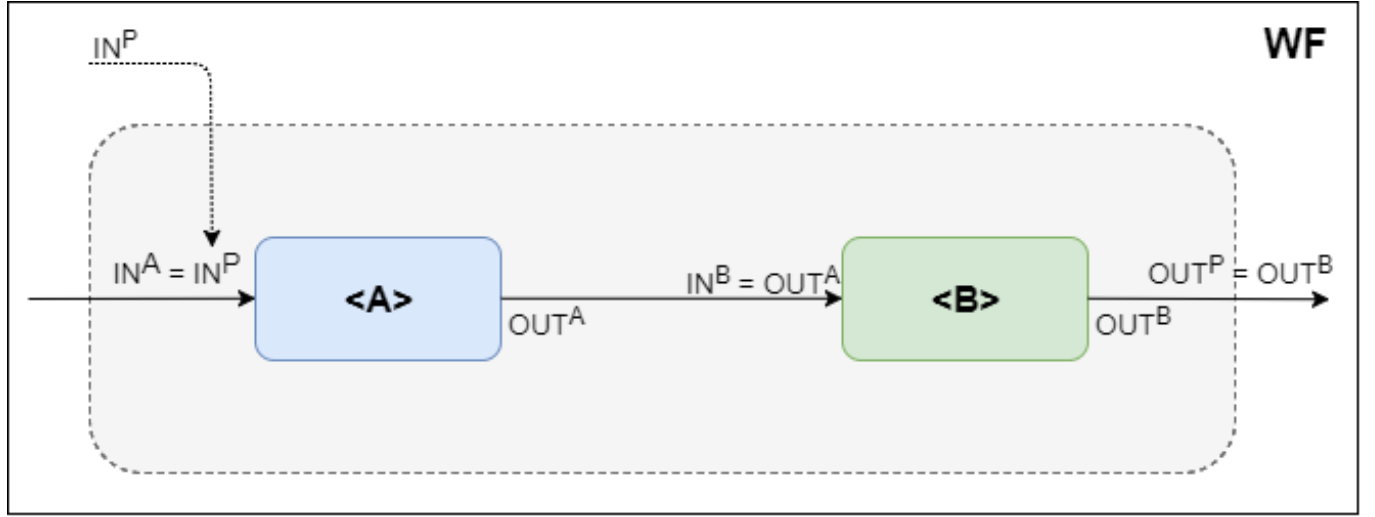 WF
IN^P
IN^A = IN^P
<A>
OUT^A
IN^B = OUT^A
<B>
OUT^B
OUT^P = OUT^B